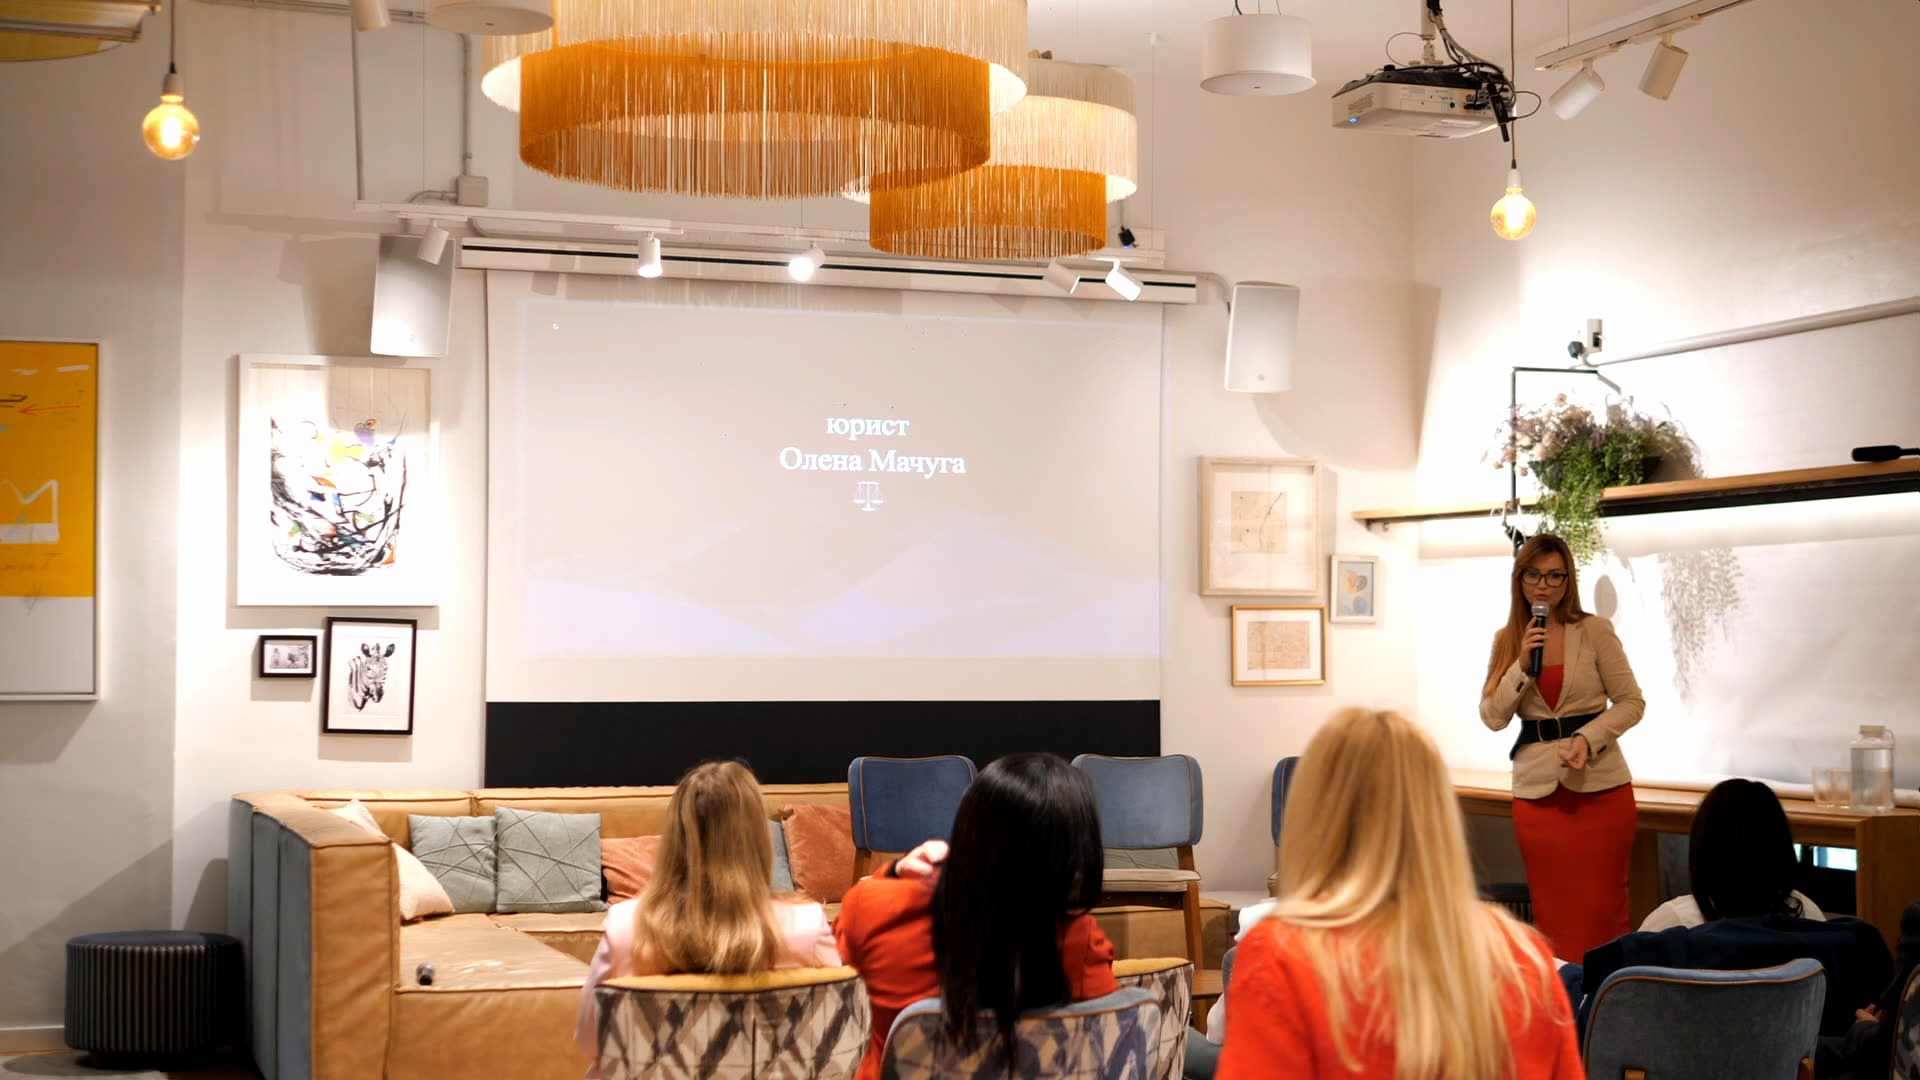 юрист
Олена Мачуга